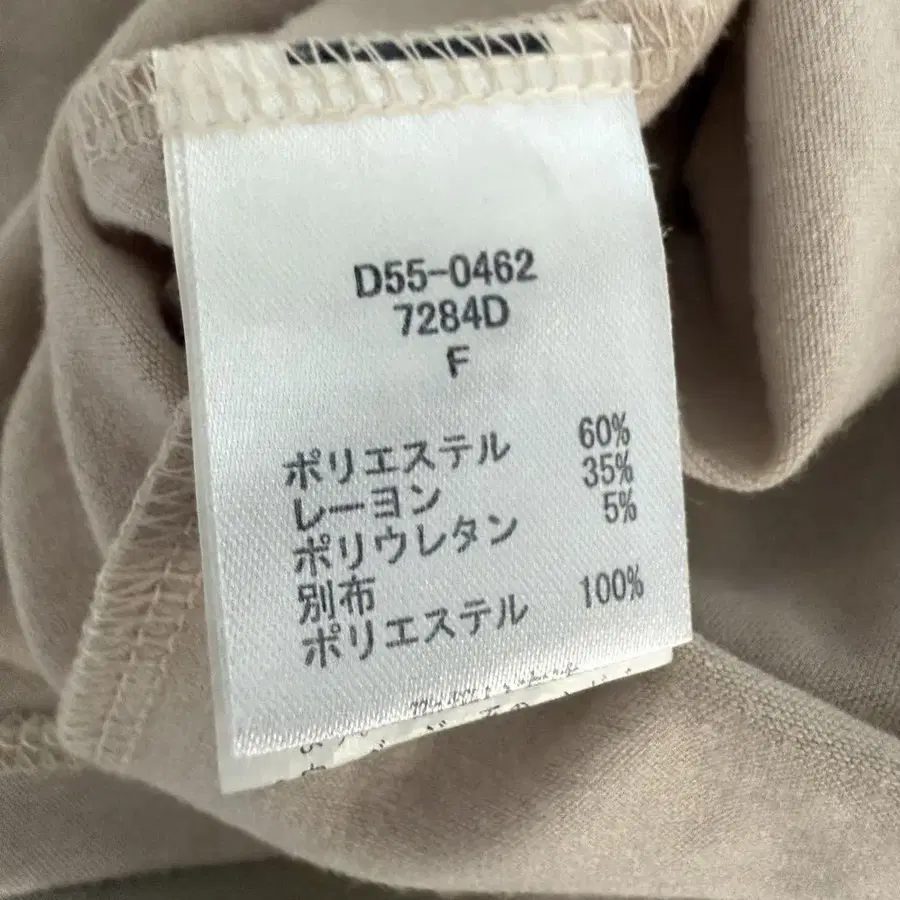 D55-0462
7284D
F
ポリエステル 60%
レーヨン 35%
ポリウレタン 5%
別布
ポリエステル 100%